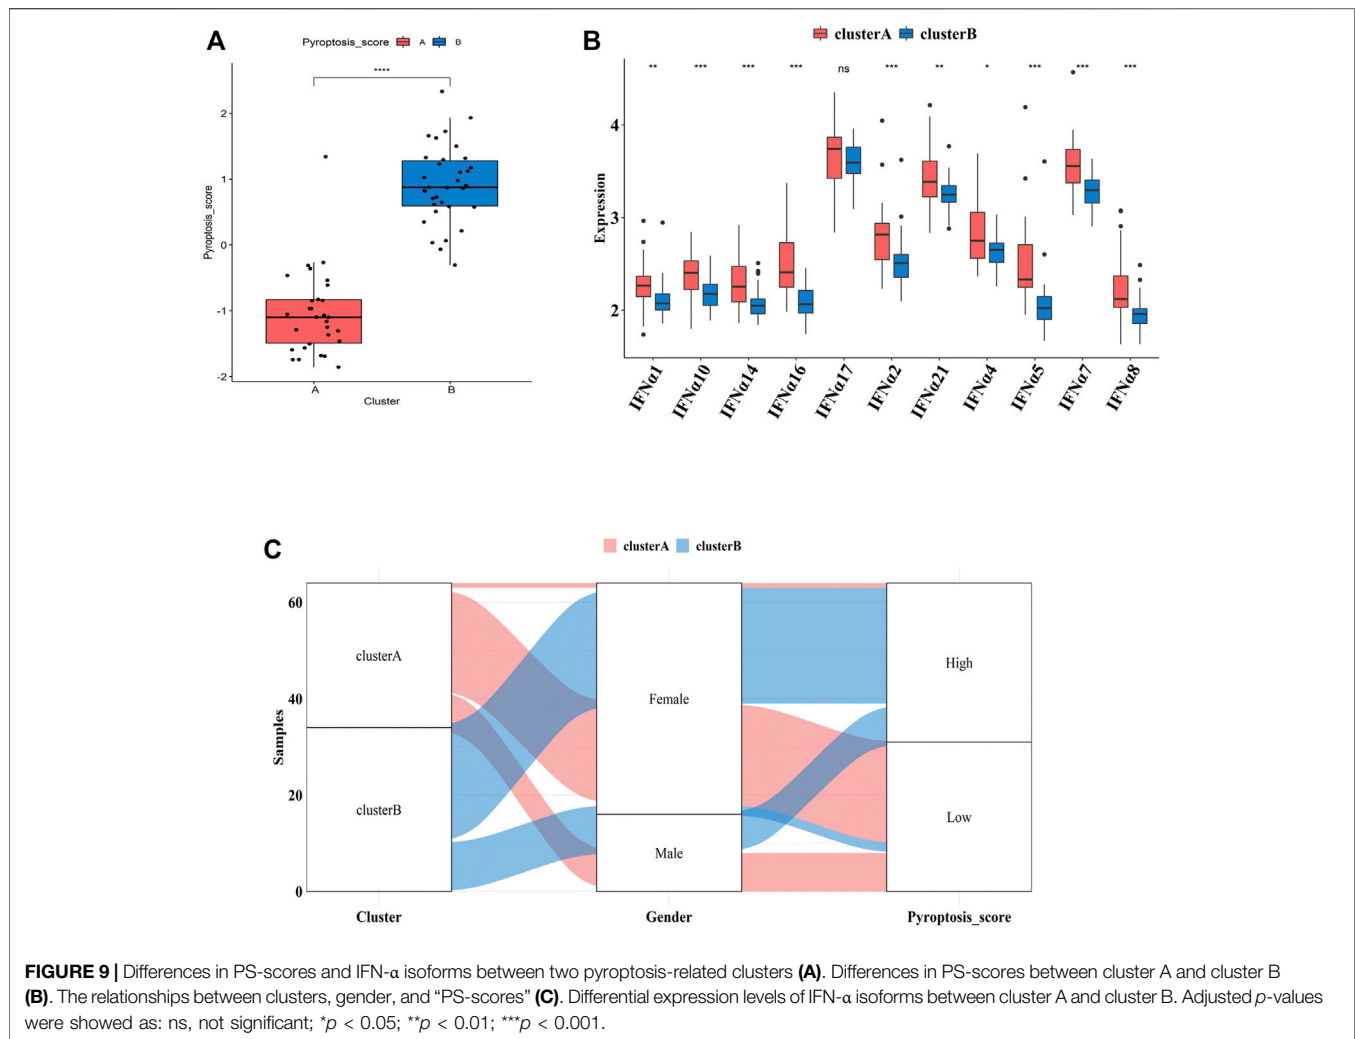 A
Pyroptosis_score A B
****
Pyroptosis_score
2
1
0
-1
-2
A B
Cluster
B
clusterA clusterB
** *** *** *** ns *** ** * *** *** ***
Expression
4
3
2
IFNα1 IFNα10 IFNα14 IFNα16 IFNα17 IFNα2 IFNα21 IFNα4 IFNα5 IFNα7 IFNα8
C
clusterA clusterB
Samples
60
40
20
0
clusterA
clusterB
Female
Male
High
Low
Cluster Gender Pyroptosis_score
FIGURE 9 | Differences in PS-scores and IFN-α isoforms between two pyroptosis-related clusters (A). Differences in PS-scores between cluster A and cluster B
(B). The relationships between clusters, gender, and “PS-scores” (C). Differential expression levels of IFN-α isoforms between cluster A and cluster B. Adjusted p-values
were showed as: ns, not significant; *p < 0.05; **p < 0.01; ***p < 0.001.